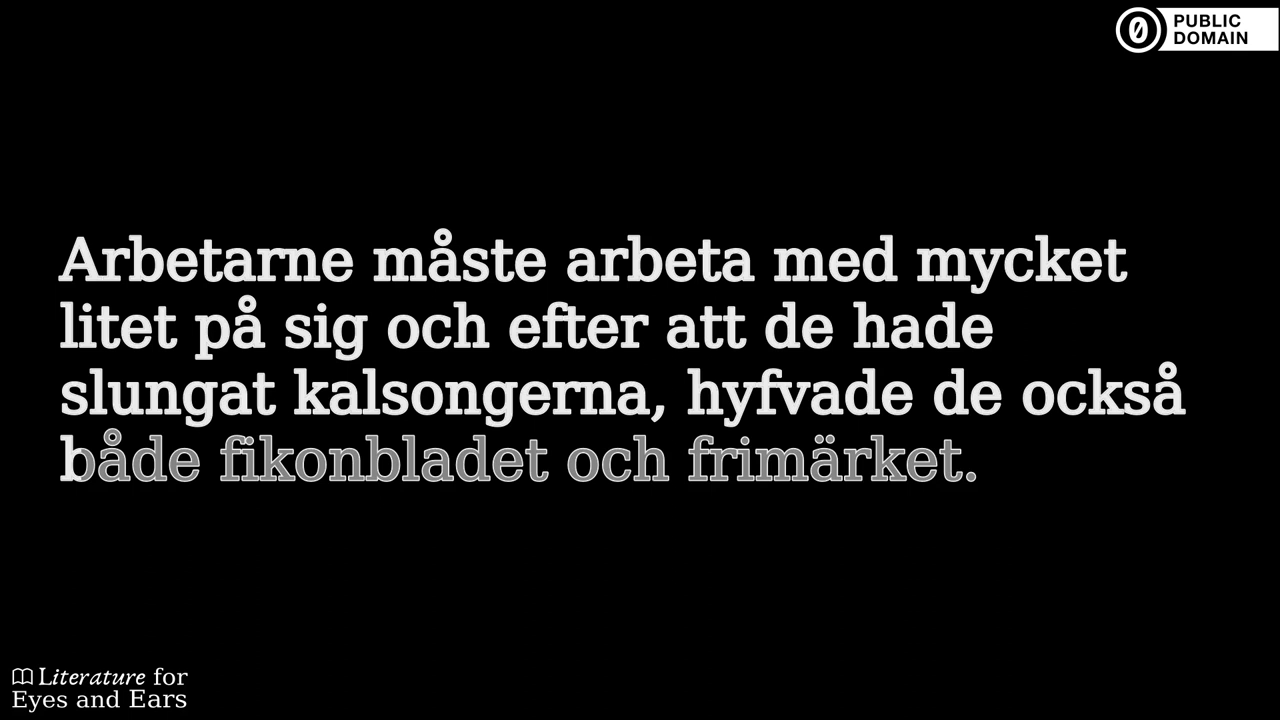 PUBLIC
DOMAIN
Arbetarne måste arbeta med mycket
litet på sig och efter att de hade
slungat kalsongerna, hyfvade de också
både fikonbladet och frimärket.
Literature for
Eyes and Ears